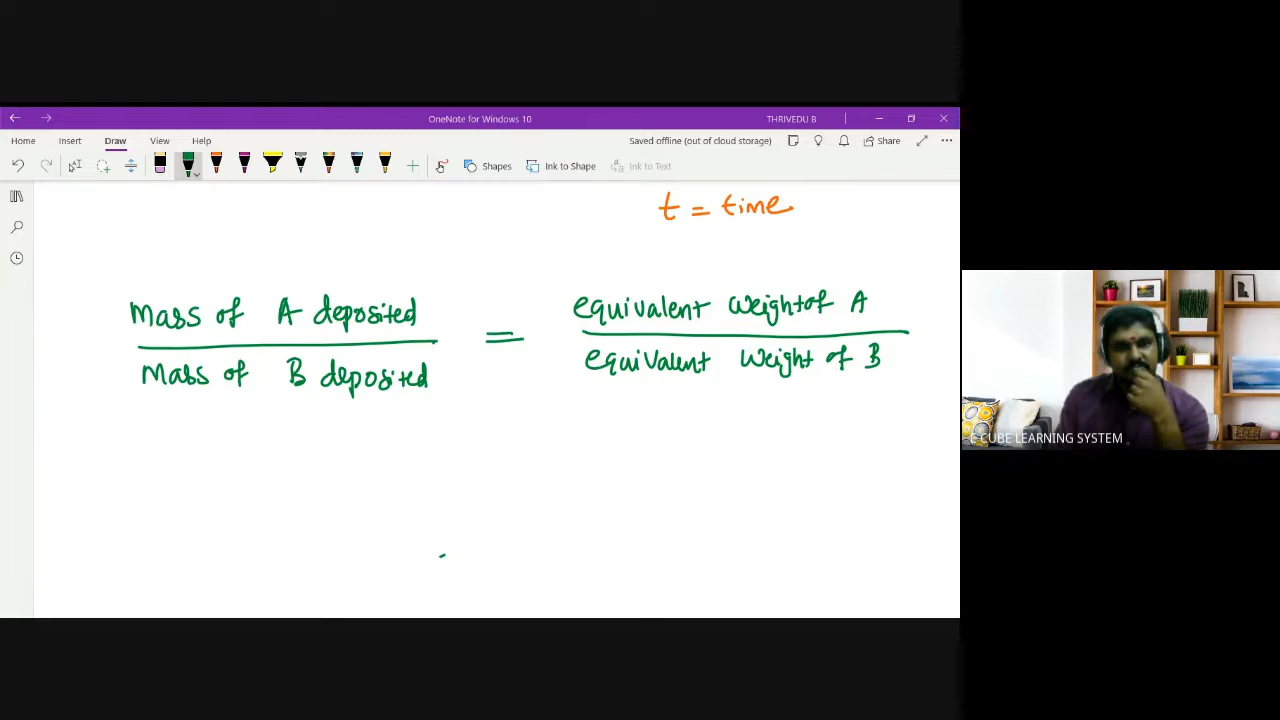 OneNote for Windows 10
THRIVEDU B
Home Insert Draw View Help
Saved offline (out of cloud storage)
Share
Shapes
Ink to Shape
Ink to Text
t = time
Mass of A deposited
Mass of B deposited
=
equivalent weight of A
equivalent weight of B
E CUBE LEARNING SYSTEM